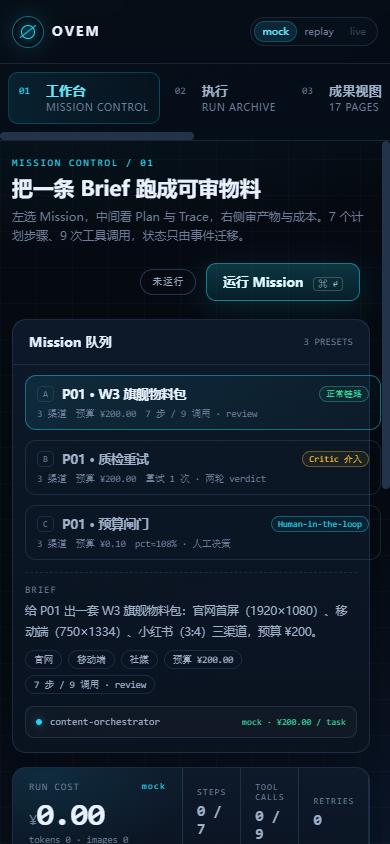 OVEM
mock replay live
01 工作台
MISSION CONTROL
02 执行
RUN ARCHIVE
03 成果视图
17 PAGES
MISSION CONTROL / 01
把一条 Brief 跑成可审物料
左选 Mission，中间看 Plan 与 Trace，右侧审产物与成本。7 个计
划步骤、9 次工具调用，状态只由事件迁移。
未运行
运行 Mission ⌘ ↵
Mission 队列
3 PRESETS
A P01 • W3 旗舰物料包 正常链路
3 渠道 预算 ¥200.00 7 步 / 9 调用 · review
B P01 • 质检重试 Critic 介入
3 渠道 预算 ¥200.00 重试 1 次 · 两轮 verdict
C P01 • 预算闸门 Human-in-the-loop
3 渠道 预算 ¥0.10 pct=108% · 人工决策
BRIEF
给 P01 出一套 W3 旗舰物料包：官网首屏（1920×1080）、移
动端（750×1334）、小红书（3:4）三渠道，预算 ¥200。
官网 移动端 社媒 预算 ¥200.00
7 步 / 9 调用 · review
content-orchestrator mock · ¥200.00 / task
RUN COST mock
¥0.00
tokens 0 · images 0
STEPS
0 /
7
TOOL
CALLS
0 /
9
RETRIES
0